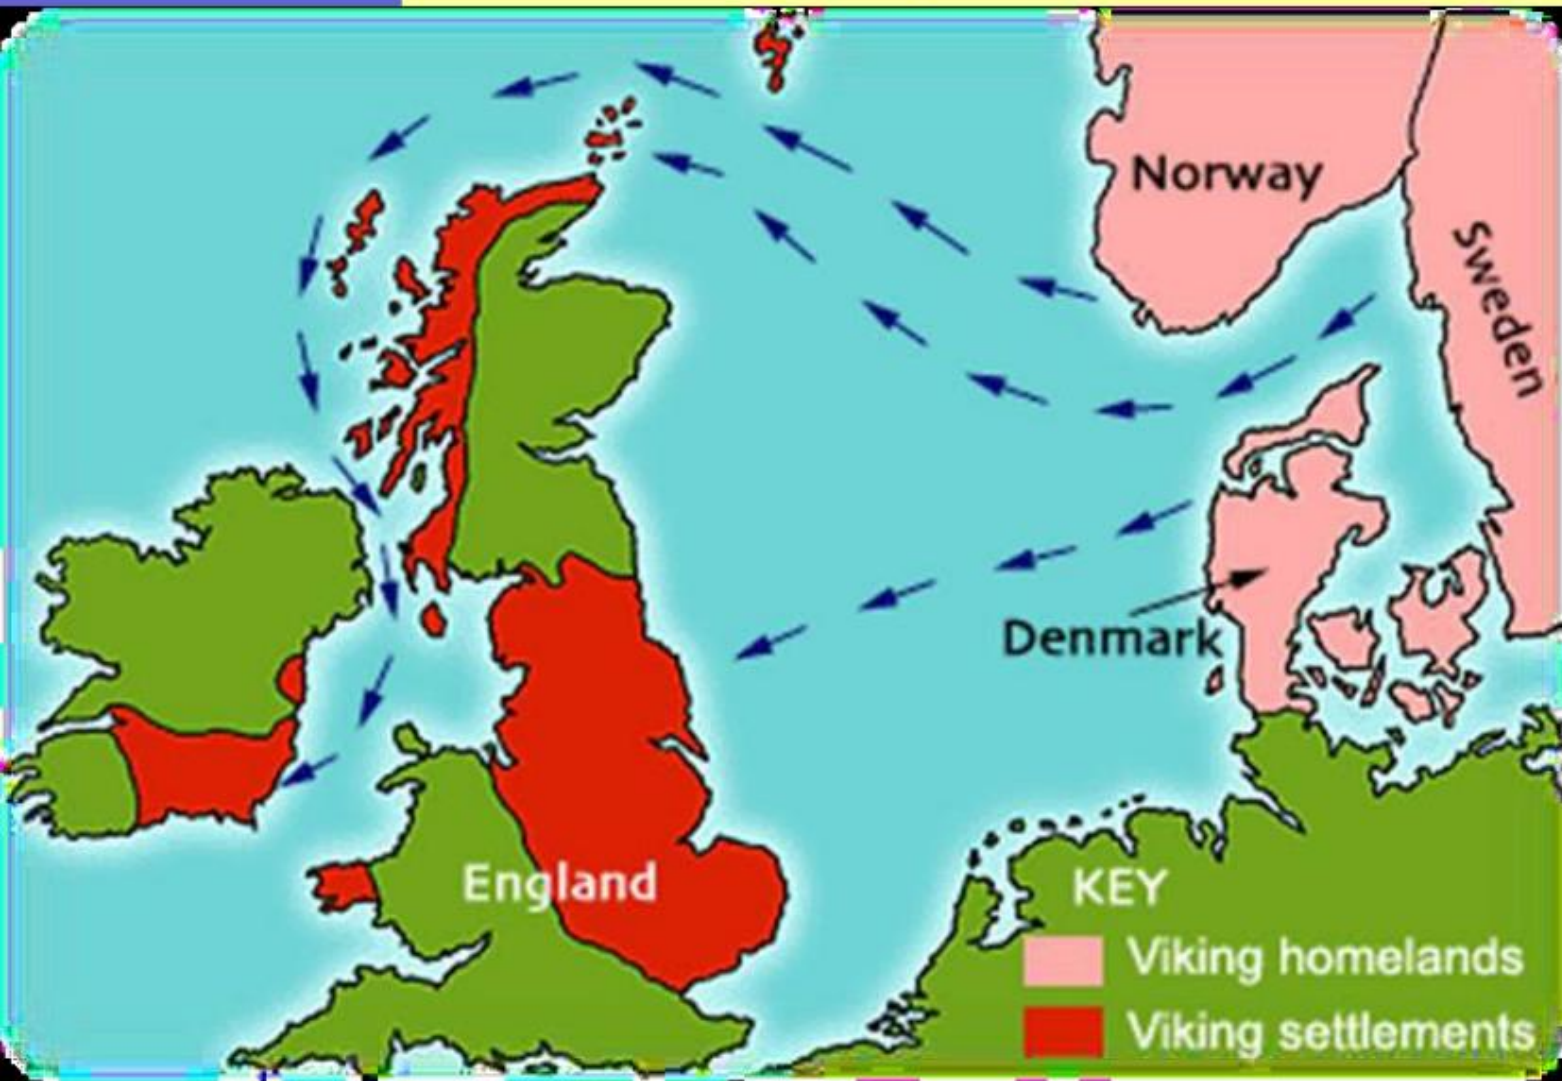 Norway
Sweden
Denmark
England
KEY
Viking homelands
Viking settlements